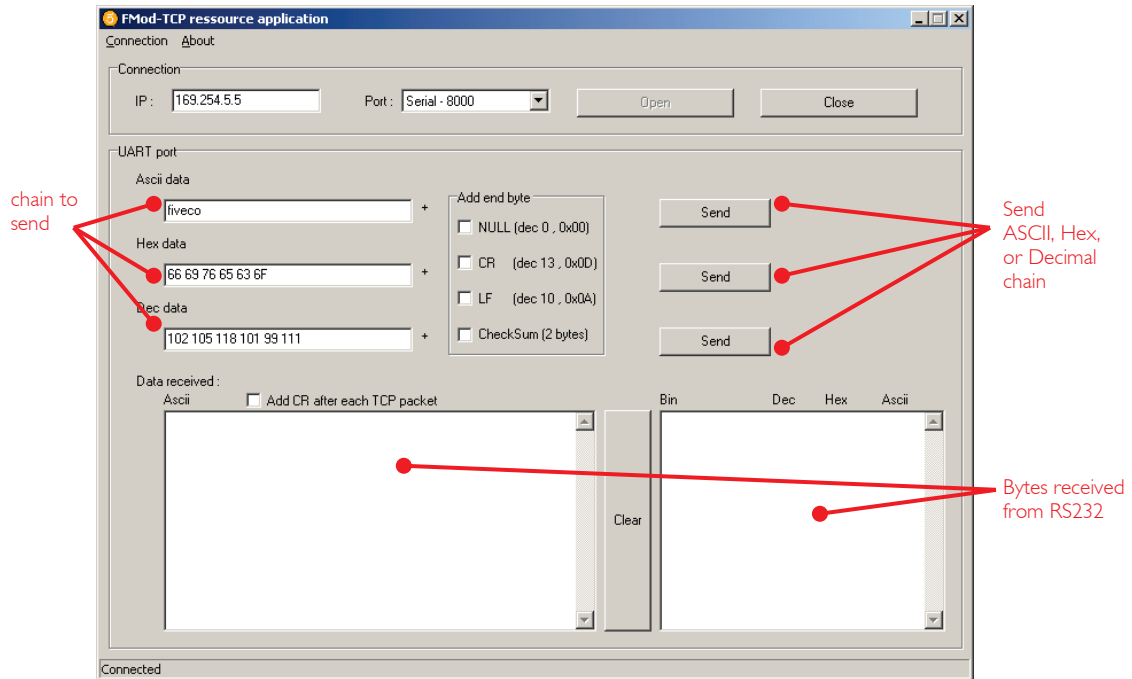 FMod-TCP ressource application
Connection About
Connection
IP : 169.254.5.5 Port : Serial - 8000 Open Close
UART port
Ascii data
fiveco +
Hex data
66 69 76 65 63 6F +
Dec data
102 105 118 101 99 111 +
Add end byte
NULL (dec 0 , 0x00)
CR (dec 13 , 0x0D)
LF (dec 10 , 0x0A)
CheckSum (2 bytes)
Send
Send
Send
Data received :
Ascii Add CR after each TCP packet
Clear
Bin Dec Hex Ascii
Connected
chain to
send
Send
ASCII, Hex,
or Decimal
chain
Bytes received
from RS232